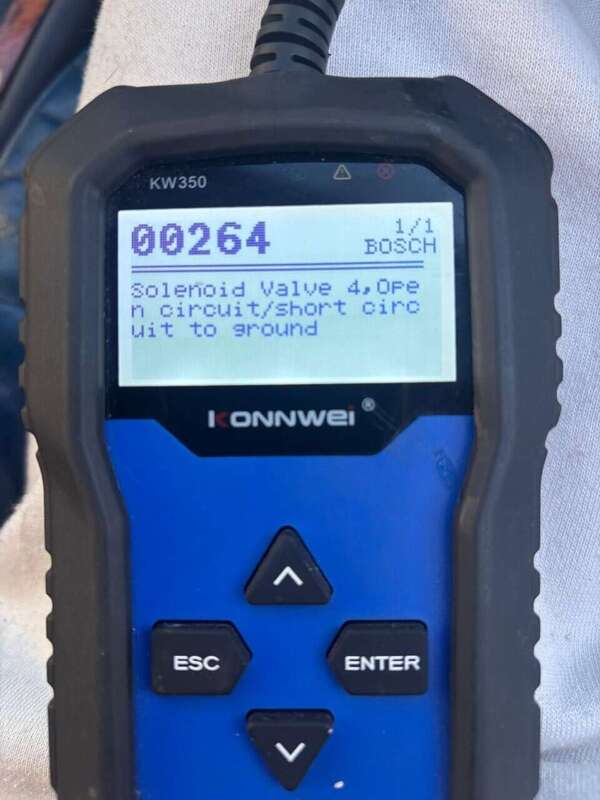 KW350
00264
1/1
BOSCH
Solenoid Valve 4,Ope
n circuit/short circ
uit to ground
KONNWEI ®
ESC
ENTER